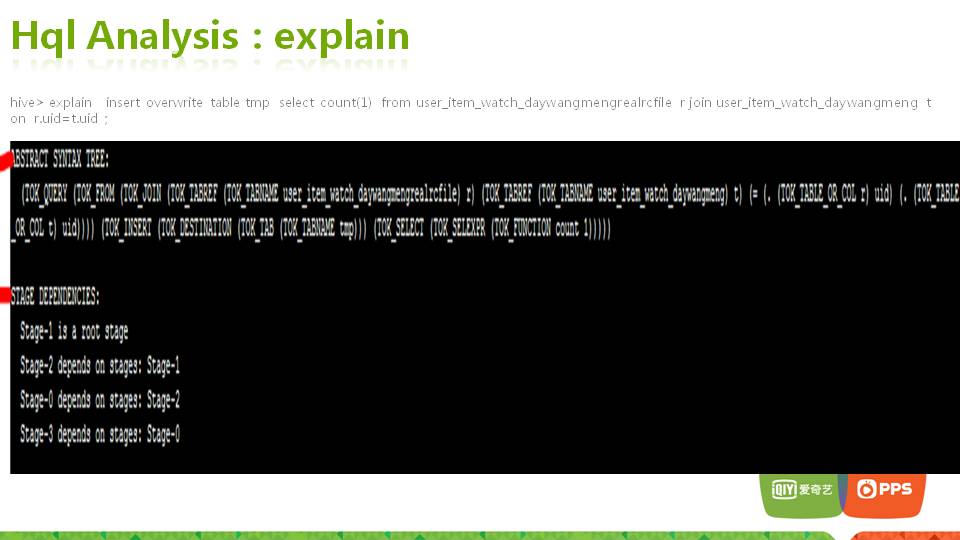 Hql Analysis : explain
hive> explain insert overwrite table tmp select count(1) from user_item_watch_daywangmengrealrcfile r join user_item_watch_daywangmeng t
on r.uid=t.uid ;
ABSTRACT SYNTAX TREE:
(TOK_QUERY (TOK_FROM (TOK_JOIN (TOK_TABREF (TOK_TABNAME user_item_watch_daywangmengrealrcfile) r) (TOK_TABREF (TOK_TABNAME user_item_watch_daywangmeng) t) (= (. (TOK_TABLE_OR_COL r) uid) (. (TOK_TABLE
_OR_COL t) uid)))) (TOK_INSERT (TOK_DESTINATION (TOK_TAB (TOK_TABNAME tmp))) (TOK_SELECT (TOK_SELEXPR (TOK_FUNCTION count 1)))))
STAGE DEPENDENCIES:
Stage-1 is a root stage
Stage-2 depends on stages: Stage-1
Stage-0 depends on stages: Stage-2
Stage-3 depends on stages: Stage-0
iQIYI 爱奇艺 PPS